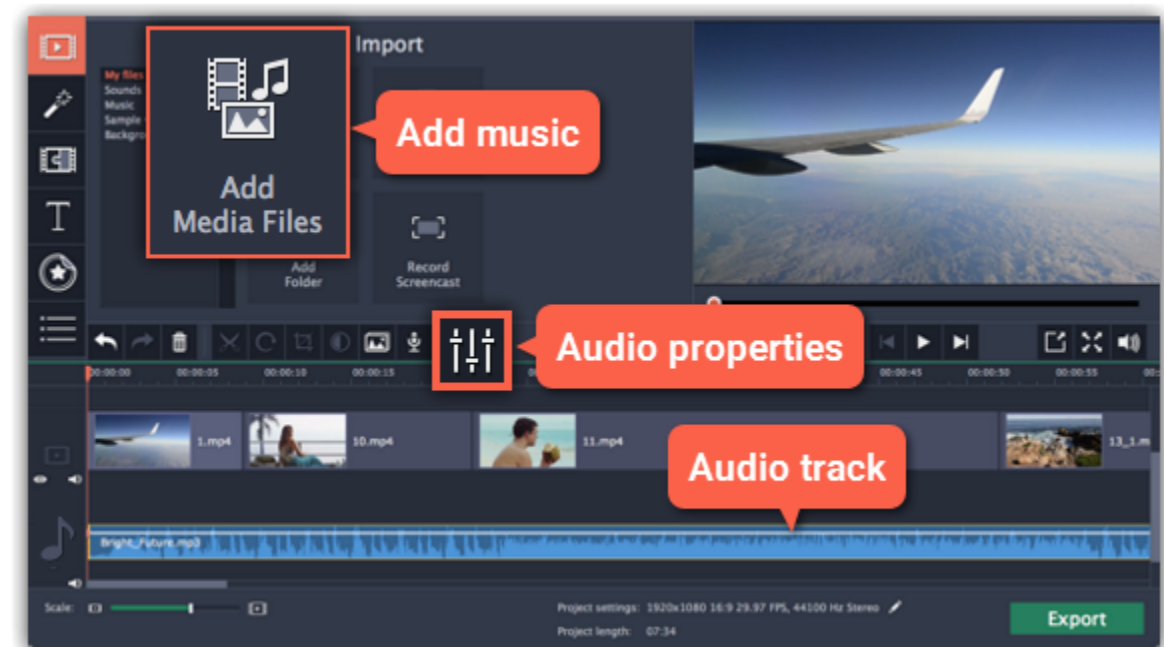 Import
My files
Sounds
Music
Sample
Backgro
Add
Media Files
Add music
Add
Folder
Record
Screencast
T
Audio properties
00:00:00 00:00:05 00:00:10 00:00:15 00:00:45 00:00:50 00:00:55
1.mp4 10.mp4 11.mp4 13_1.m
Audio track
Bright_Future.mp3
Scale:
Project settings: 1920x1080 16:9 29.97 FPS, 44100 Hz Stereo
Project length: 07:34
Export